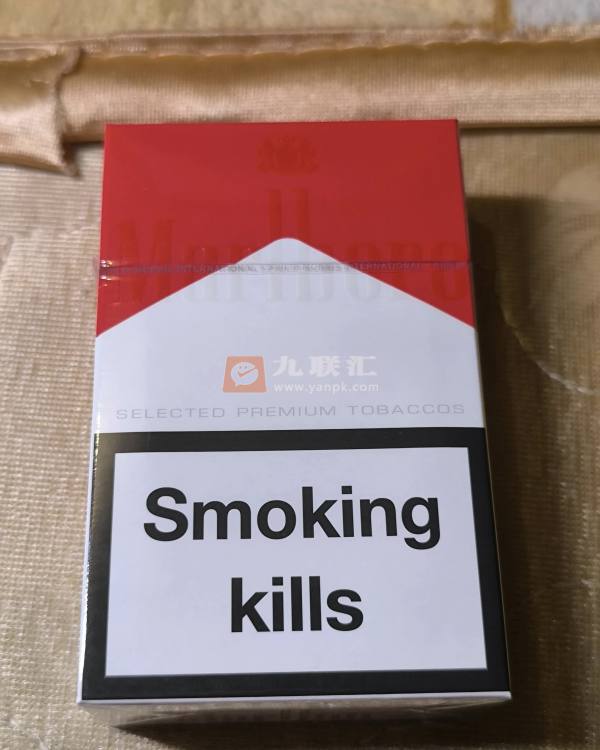 Marlboro
九联汇
www.yanpk.com
SELECTED PREMIUM TOBACCOS
Smoking
kills